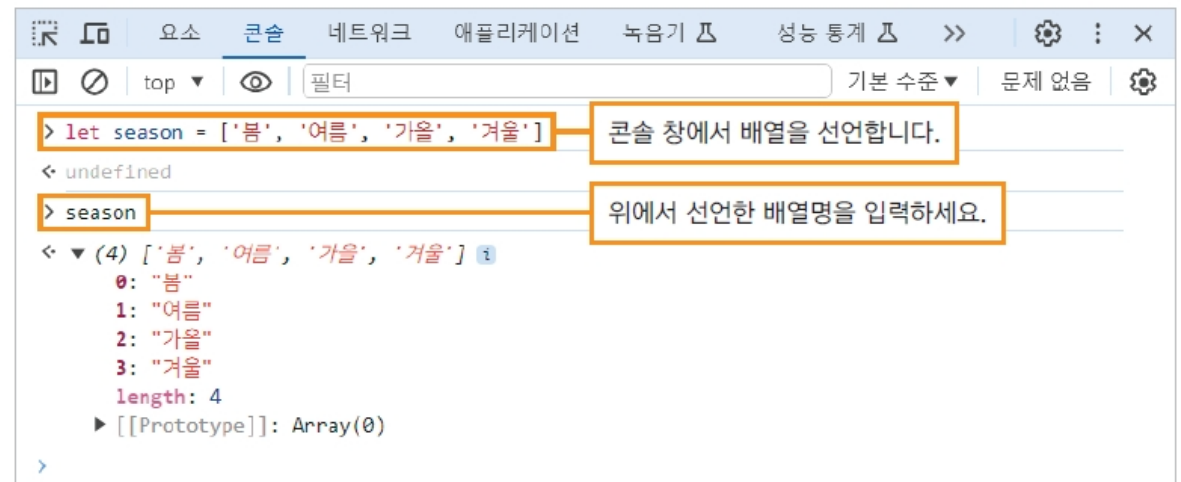 요소 콘솔 네트워크 애플리케이션 녹음기 성능 통계 >>
top ▼ 필터 기본 수준 ▼ 문제 없음
> let season = ['봄', '여름', '가을', '겨울']
콘솔 창에서 배열을 선언합니다.
undefined
> season
위에서 선언한 배열명을 입력하세요.
▼ (4) ['봄', '여름', '가을', '겨울'] i
0: "봄"
1: "여름"
2: "가을"
3: "겨울"
length: 4
▶ [[Prototype]]: Array(0)
>